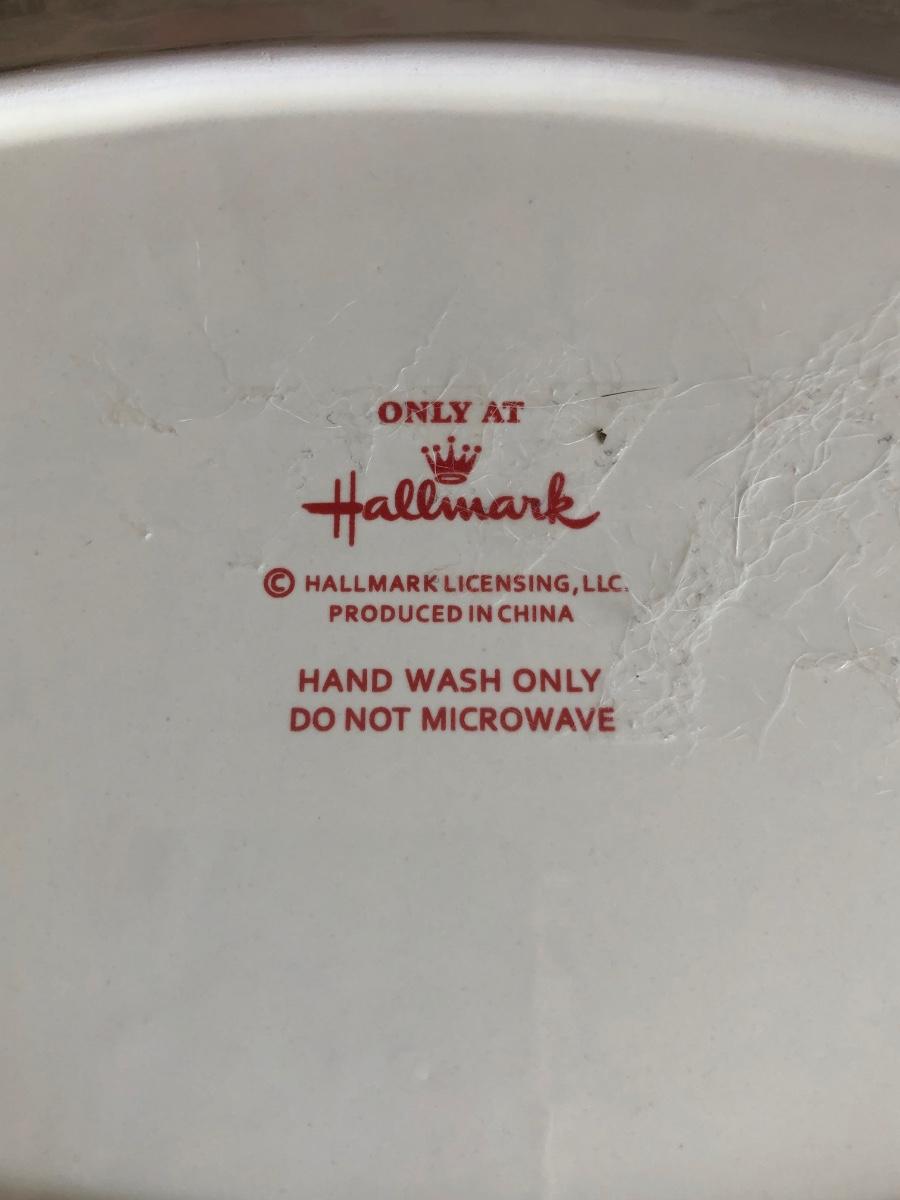 ONLY AT
Hallmark
© HALLMARK LICENSING, LLC.
PRODUCED IN CHINA
HAND WASH ONLY
DO NOT MICROWAVE